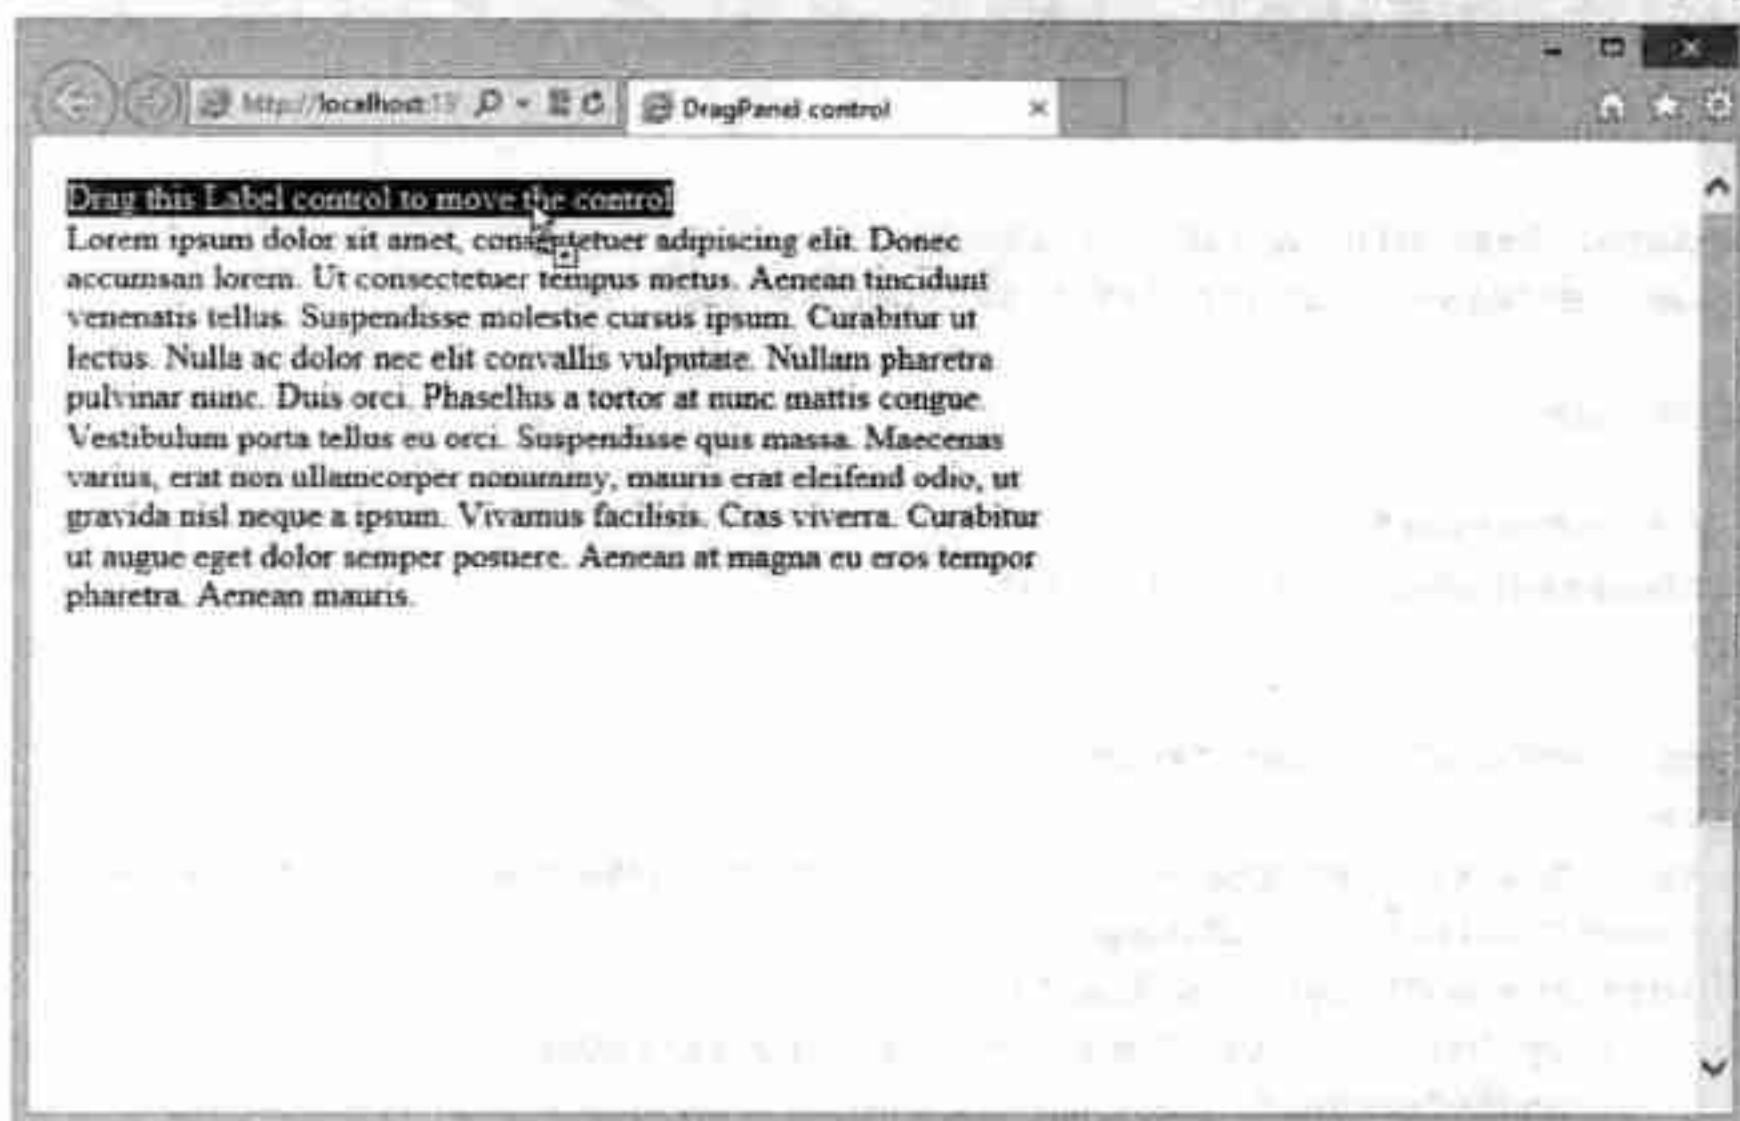 http://localhost:13
DragPanel control
Drag this Label control to move the control
Lorem ipsum dolor sit amet, consectetuer adipiscing elit. Donec
accumsan lorem. Ut consectetuer tempus metus. Aenean tincidunt
venenatis tellus. Suspendisse molestie cursus ipsum. Curabitur ut
lectus. Nulla ac dolor nec elit convallis vulputate. Nullam pharetra
pulvinar nunc. Duis orci. Phasellus a tortor at nunc mattis congue.
Vestibulum porta tellus eu orci. Suspendisse quis massa. Maecenas
varius, erat non ullamcorper nonummy, mauris erat eleifend odio, ut
gravida nisl neque a ipsum. Vivamus facilisis. Cras viverra. Curabitur
ut augue eget dolor semper posuere. Aenean at magna eu eros tempor
pharetra. Aenean mauris.